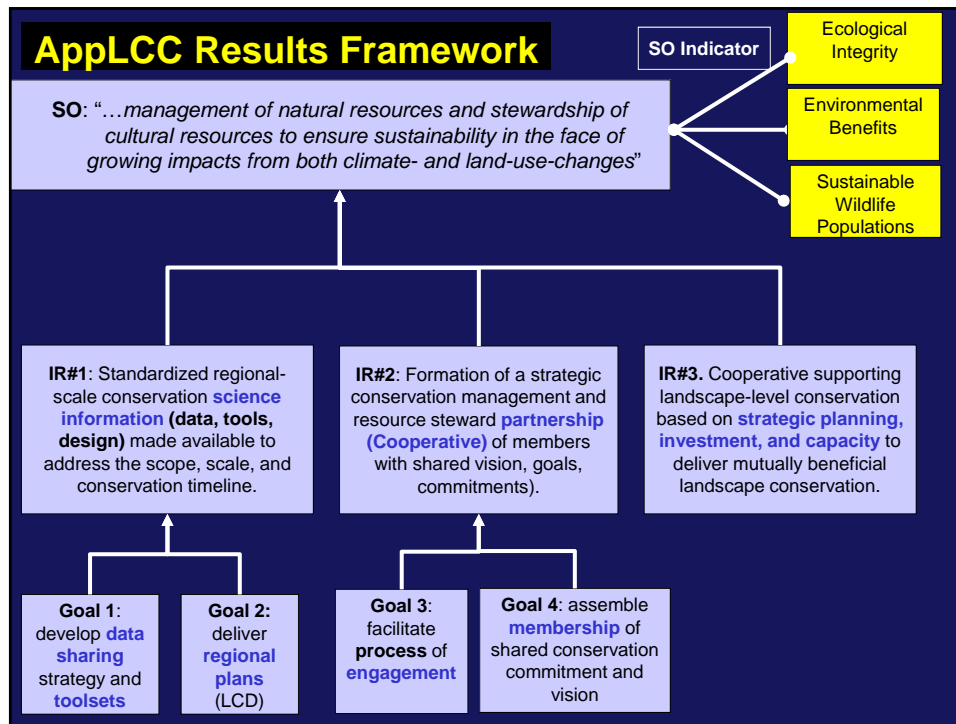 AppLCC Results Framework
SO Indicator
Ecological
Integrity
Environmental
Benefits
Sustainable
Wildlife
Populations
SO: “…management of natural resources and stewardship of
cultural resources to ensure sustainability in the face of
growing impacts from both climate- and land-use-changes”
IR#1: Standardized regional-
scale conservation science
information (data, tools,
design) made available to
address the scope, scale, and
conservation timeline.
IR#2: Formation of a strategic
conservation management and
resource steward partnership
(Cooperative) of members
with shared vision, goals,
commitments).
IR#3. Cooperative supporting
landscape-level conservation
based on strategic planning,
investment, and capacity to
deliver mutually beneficial
landscape conservation.
Goal 1:
develop data
sharing
strategy and
toolsets
Goal 2:
deliver
regional
plans
(LCD)
Goal 3:
facilitate
process of
engagement
Goal 4: assemble
membership of
shared conservation
commitment and
vision